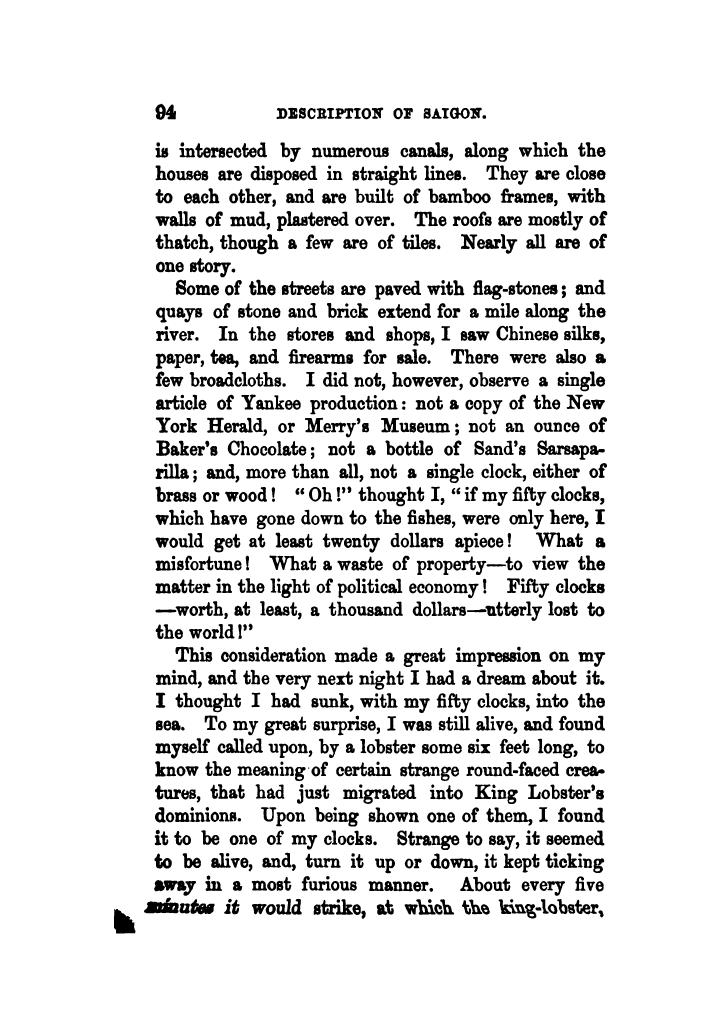 94 DESCRIPTION OF SAIGON.
is intersected by numerous canals, along which the
houses are disposed in straight lines. They are close
to each other, and are built of bamboo frames, with
walls of mud, plastered over. The roofs are mostly of
thatch, though a few are of tiles. Nearly all are of
one story.
Some of the streets are paved with flag-stones; and
quays of stone and brick extend for a mile along the
river. In the stores and shops, I saw Chinese silks,
paper, tea, and firearms for sale. There were also a
few broadcloths. I did not, however, observe a single
article of Yankee production: not a copy of the New
York Herald, or Merry's Museum; not an ounce of
Baker's Chocolate; not a bottle of Sand's Sarsapa-
rilla; and, more than all, not a single clock, either of
brass or wood! "Oh!" thought I, "if my fifty clocks,
which have gone down to the fishes, were only here, I
would get at least twenty dollars apiece! What a
misfortune! What a waste of property—to view the
matter in the light of political economy! Fifty clocks
—worth, at least, a thousand dollars—utterly lost to
the world!"
This consideration made a great impression on my
mind, and the very next night I had a dream about it.
I thought I had sunk, with my fifty clocks, into the
sea. To my great surprise, I was still alive, and found
myself called upon, by a lobster some six feet long, to
know the meaning of certain strange round-faced crea-
tures, that had just migrated into King Lobster's
dominions. Upon being shown one of them, I found
it to be one of my clocks. Strange to say, it seemed
to be alive, and, turn it up or down, it kept ticking
away in a most furious manner. About every five
minutes it would strike, at which the king-lobster,